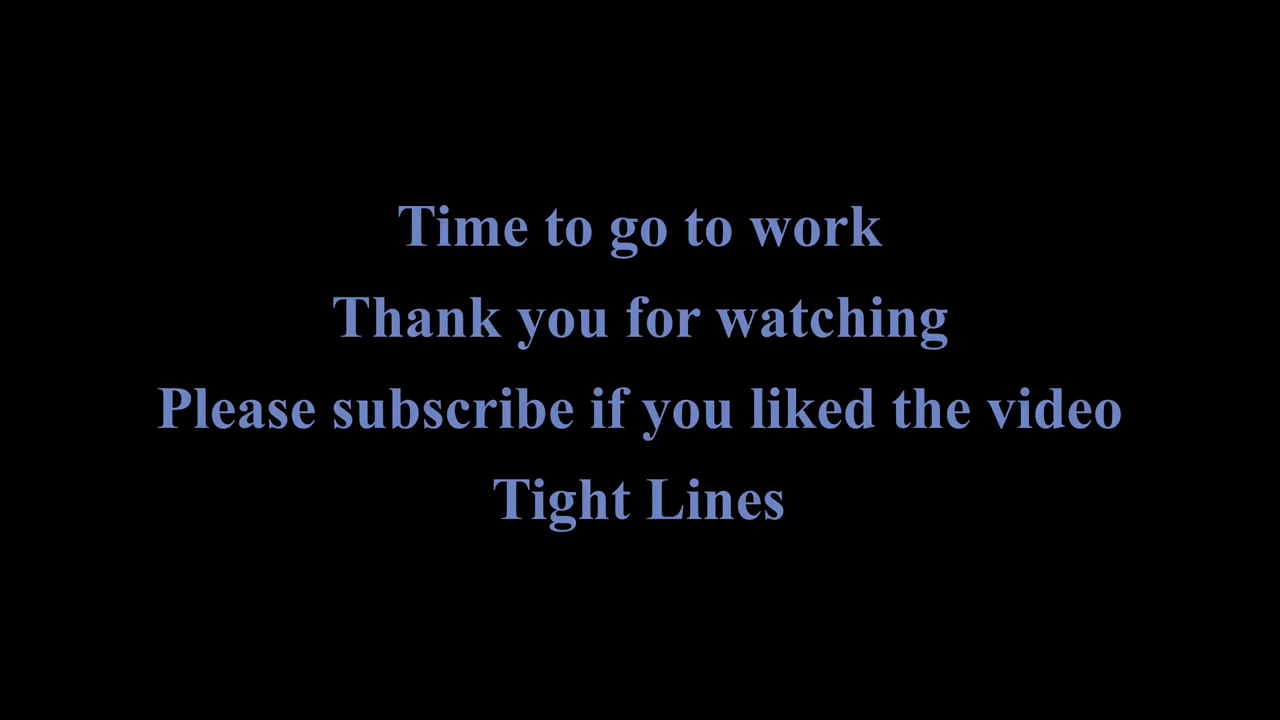 Time to go to work
Thank you for watching
Please subscribe if you liked the video
Tight Lines